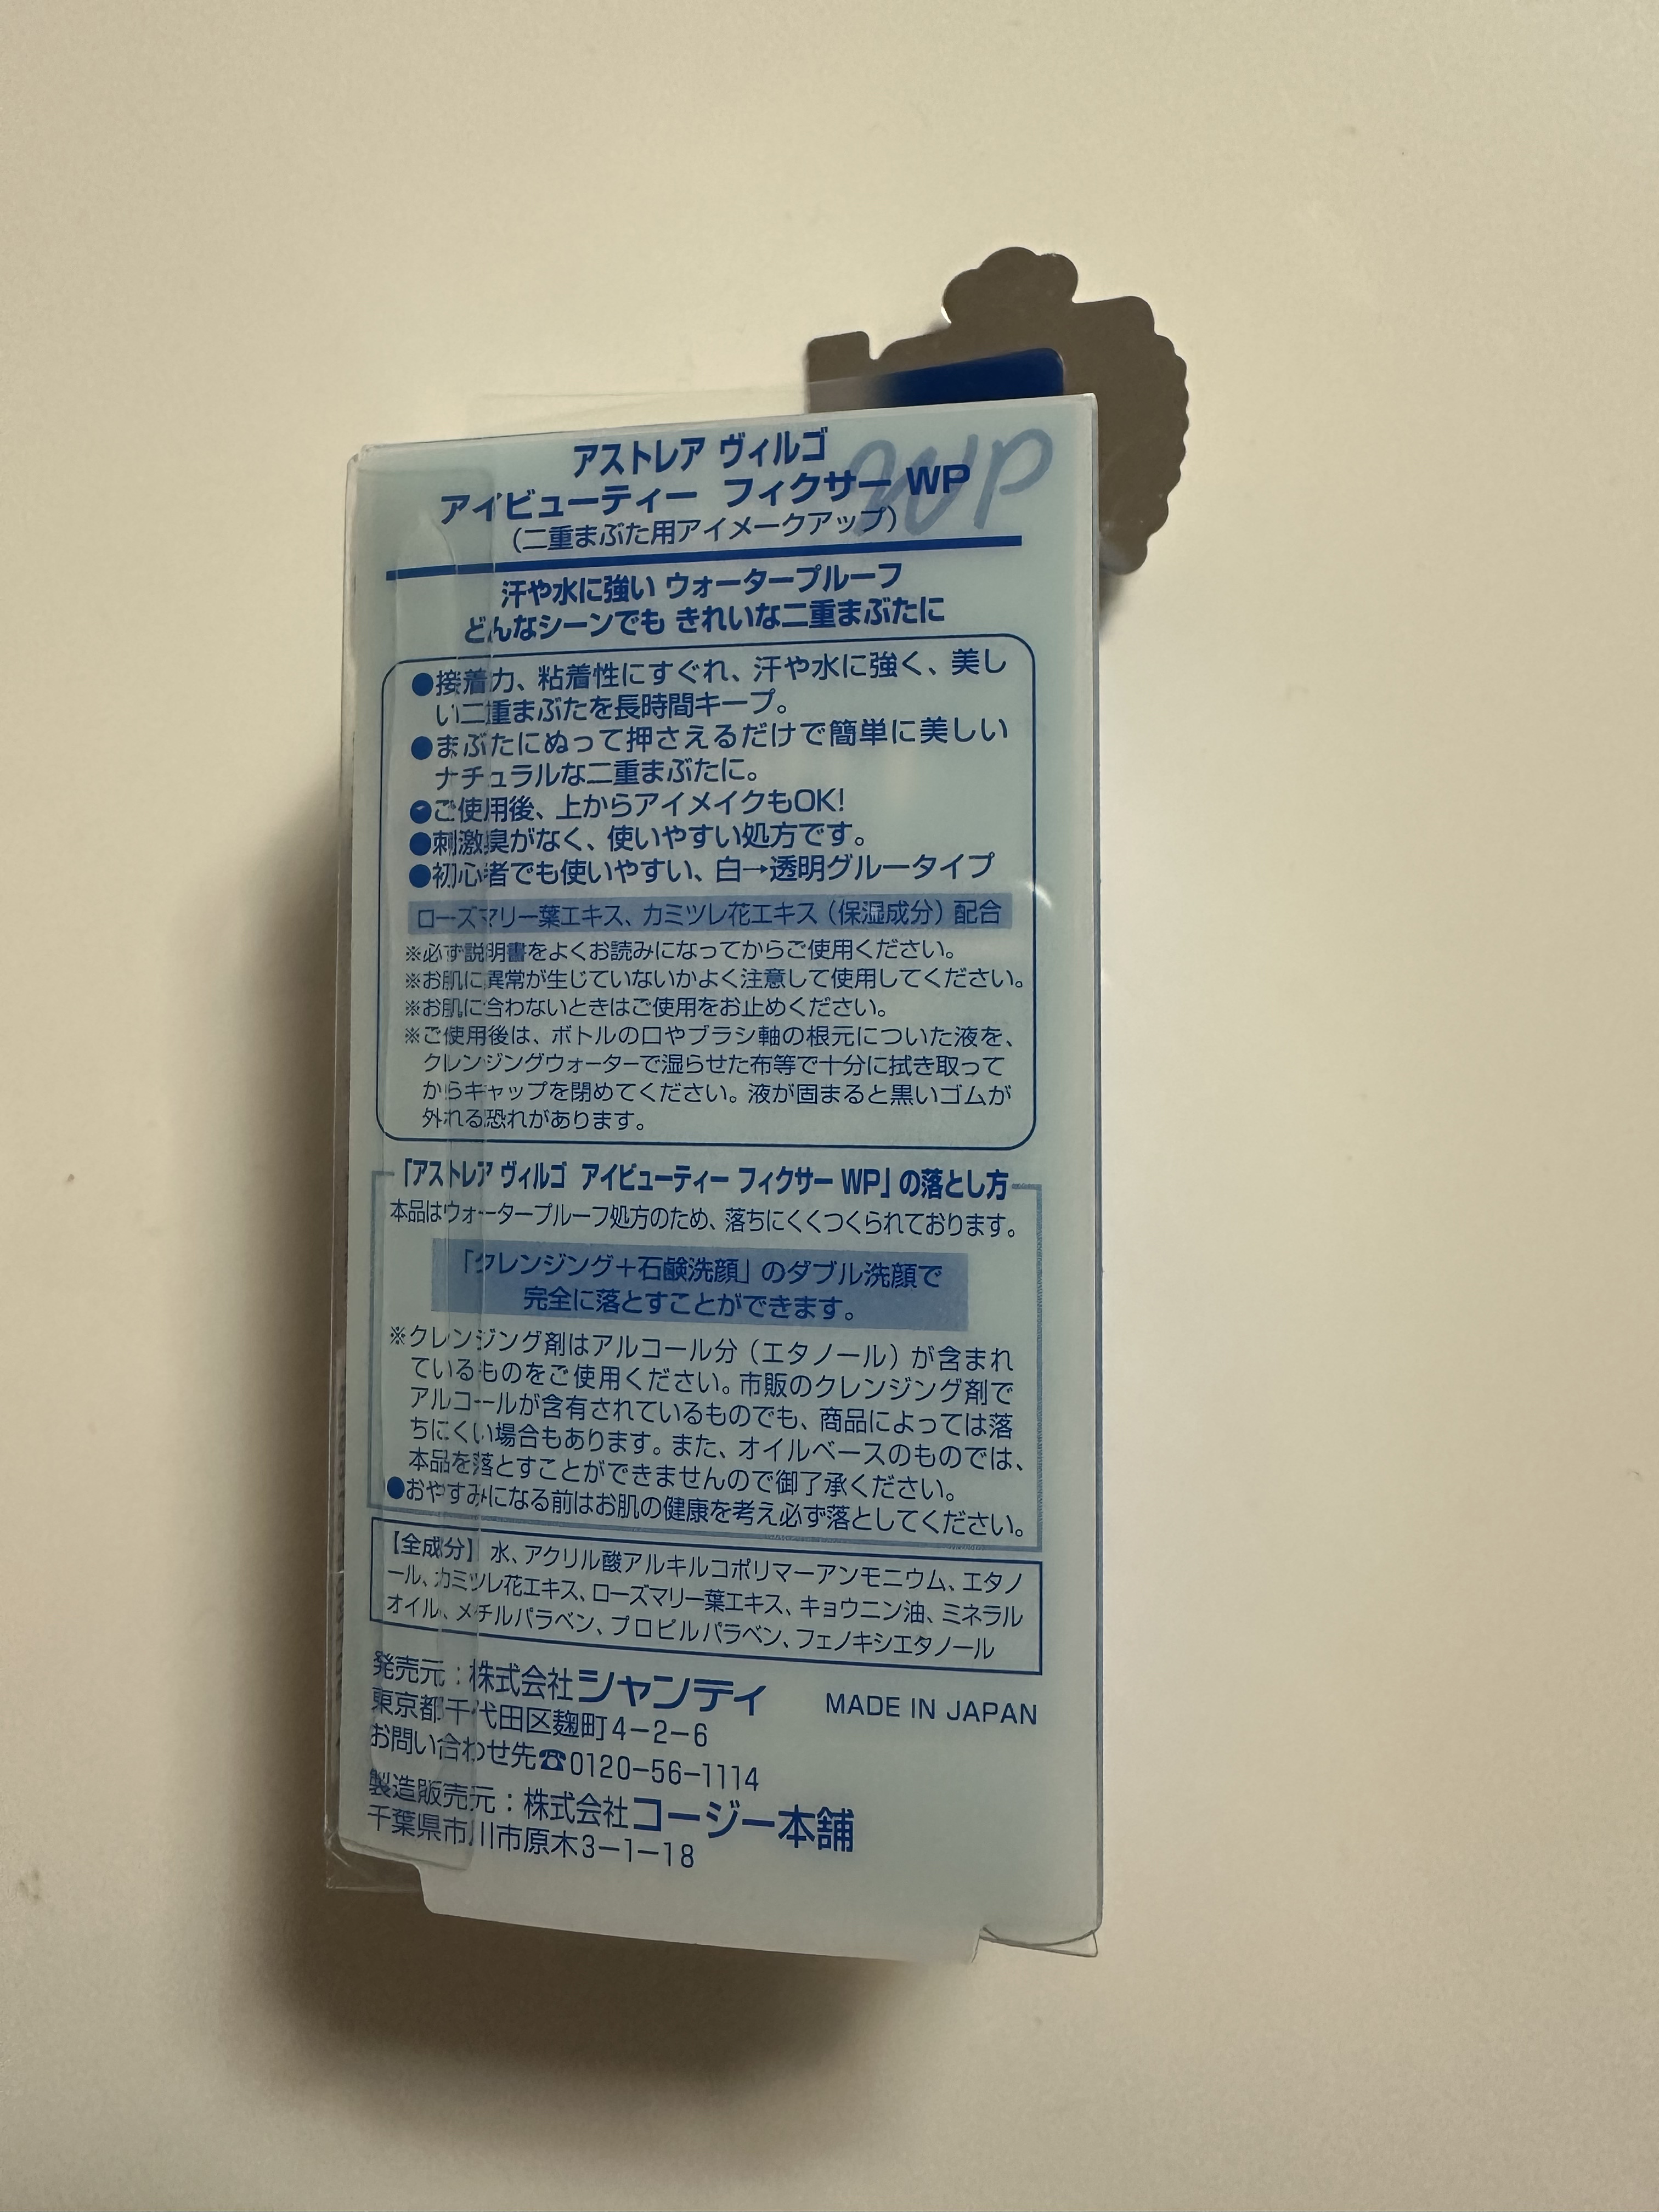 アストレア ヴィルゴ
アイビューティー フィクサー WP
(二重まぶた用アイメークアップ)
WP
汗や水に強い ウォータープルーフ
どんなシーンでも きれいな二重まぶたに
●接着力、粘着性にすぐれ、汗や水に強く、美し
い二重まぶたを長時間キープ。
●まぶたにぬって押さえるだけで簡単に美しい
ナチュラルな二重まぶたに。
●ご使用後、上からアイメイクもOK!
●刺激臭がなく、使いやすい処方です。
●初心者でも使いやすい、白→透明グルータイプ
ローズマリー葉エキス、カミツレ花エキス(保湿成分)配合
※必ず説明書をよくお読みになってからご使用ください。
※お肌に異常が生じていないかよく注意して使用してください。
※お肌に合わないときはご使用をお止めください。
※ご使用後は、ボトルの口やブラシ軸の根元についた液を、
クレンジングウォーターで湿らせた布等で十分に拭き取って
からキャップを閉めてください。液が固まると黒いゴムが
外れる恐れがあります。
「アストレア ヴィルゴ アイビューティー フィクサー WP」の落とし方
本品はウォータープルーフ処方のため、落ちにくくつくられております。
「クレンジング+石鹸洗顔」のダブル洗顔で
完全に落とすことができます。
※クレンジング剤はアルコール分(エタノール)が含まれ
ているものをご使用ください。市販のクレンジング剤で
アルコールが含有されているものでも、商品によっては落
ちにくい場合もあります。また、オイルベースのものでは、
本品を落とすことができませんので御了承ください。
●おやすみになる前はお肌の健康を考え必ず落としてください。
【全成分】水、アクリル酸アルキルコポリマーアンモニウム、エタノ
ール、カミツレ花エキス、ローズマリー葉エキス、キョウニン油、ミネラル
オイル、メチルパラベン、プロピルパラベン、フェノキシエタノール
発売元:株式会社シャンティ
MADE IN JAPAN
東京都千代田区麹町4-2-6
お問い合わせ先☎0120-56-1114
製造販売元:株式会社コージー本舗
千葉県市川市原木3-1-18